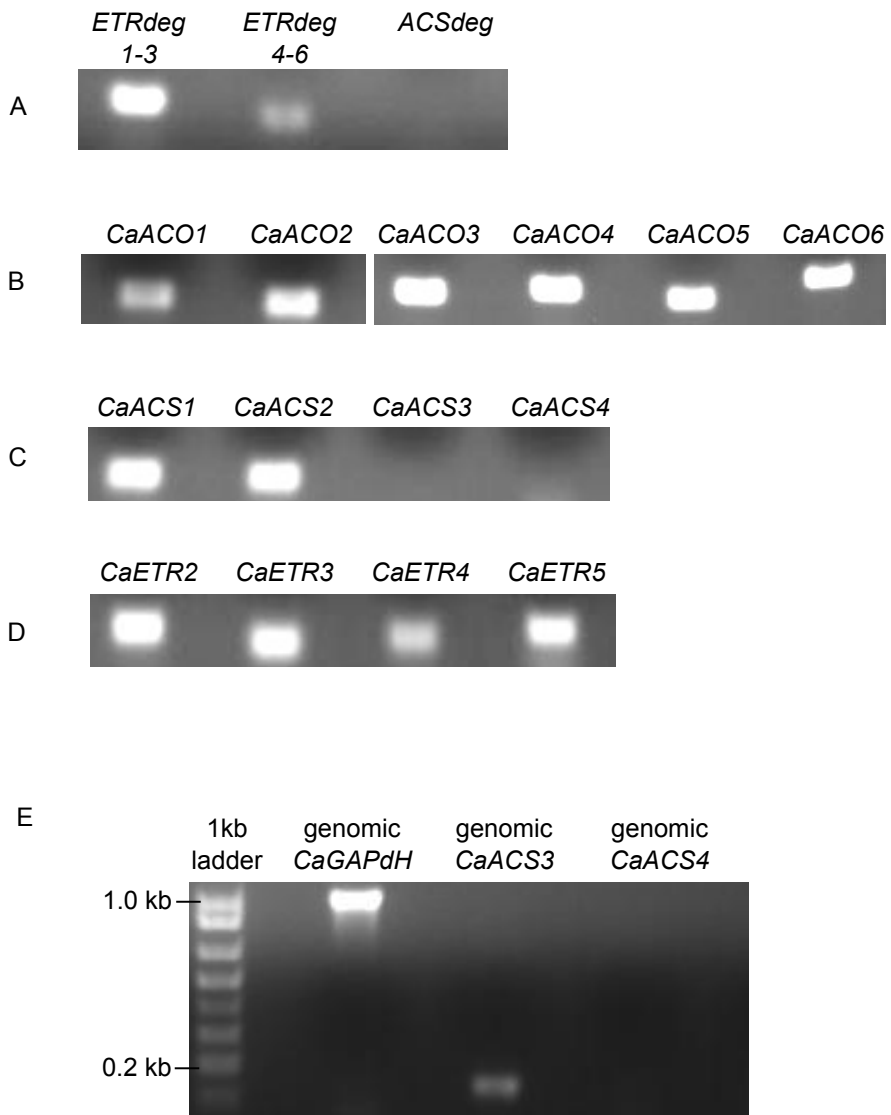 ETRdeg ETRdeg ACSdeg
1-3 4-6
A
CaACO1 CaACO2 CaACO3 CaACO4 CaACO5 CaACO6
B
CaACS1 CaACS2 CaACS3 CaACS4
C
CaETR2 CaETR3 CaETR4 CaETR5
D
E
1kb genomic genomic genomic
ladder CaGAPdH CaACS3 CaACS4
1.0 kb
0.2 kb